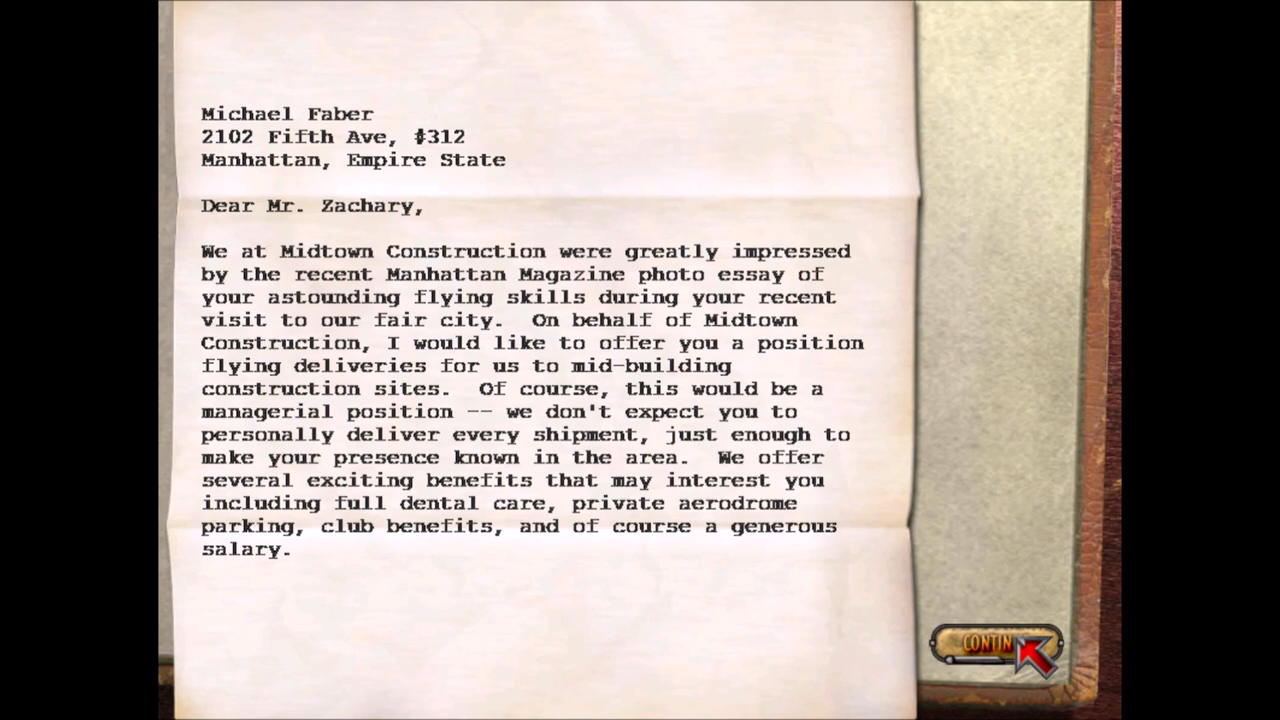 Michael Faber
2102 Fifth Ave, #312
Manhattan, Empire State
Dear Mr. Zachary,
We at Midtown Construction were greatly impressed
by the recent Manhattan Magazine photo essay of
your astounding flying skills during your recent
visit to our fair city.  On behalf of Midtown
Construction, I would like to offer you a position
flying deliveries for us to mid-building
construction sites.  Of course, this would be a
managerial position -- we don't expect you to
personally deliver every shipment, just enough to
make your presence known in the area.  We offer
several exciting benefits that may interest you
including full dental care, private aerodrome
parking, club benefits, and of course a generous
salary.
CONTIN